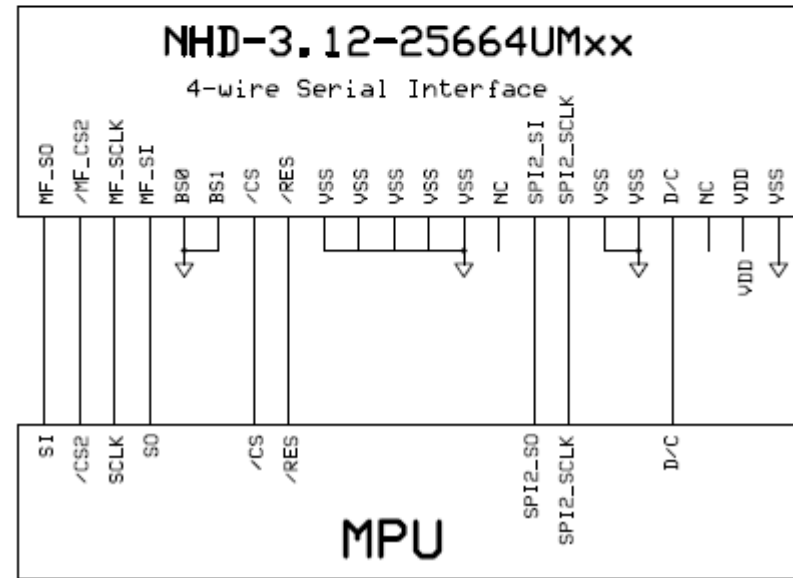 NHD-3.12-25664UMxx
4-wire Serial Interface
MF_SO
/MF_CS2
MF_SCLK
MF_SI
BS0
BS1
/CS
/RES
VSS
VSS
VSS
VSS
VSS
NC
SPI2_SI
SPI2_SCLK
VSS
VSS
D/C
NC
VDD
VSS
VDD
SI
/CS2
SCLK
SO
/CS
/RES
SPI2_SO
SPI2_SCLK
D/C
MPU